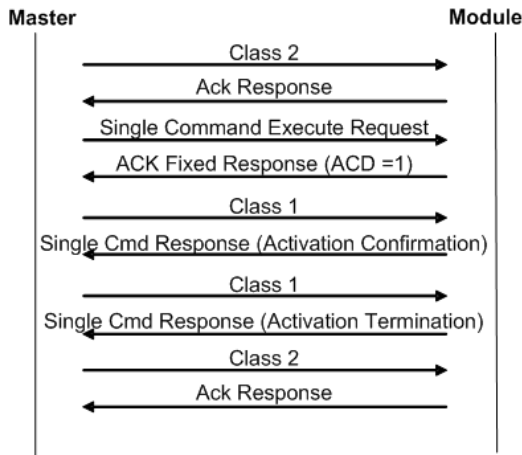 Master
Module
Class 2
Ack Response
Single Command Execute Request
ACK Fixed Response (ACD =1)
Class 1
Single Cmd Response (Activation Confirmation)
Class 1
Single Cmd Response (Activation Termination)
Class 2
Ack Response